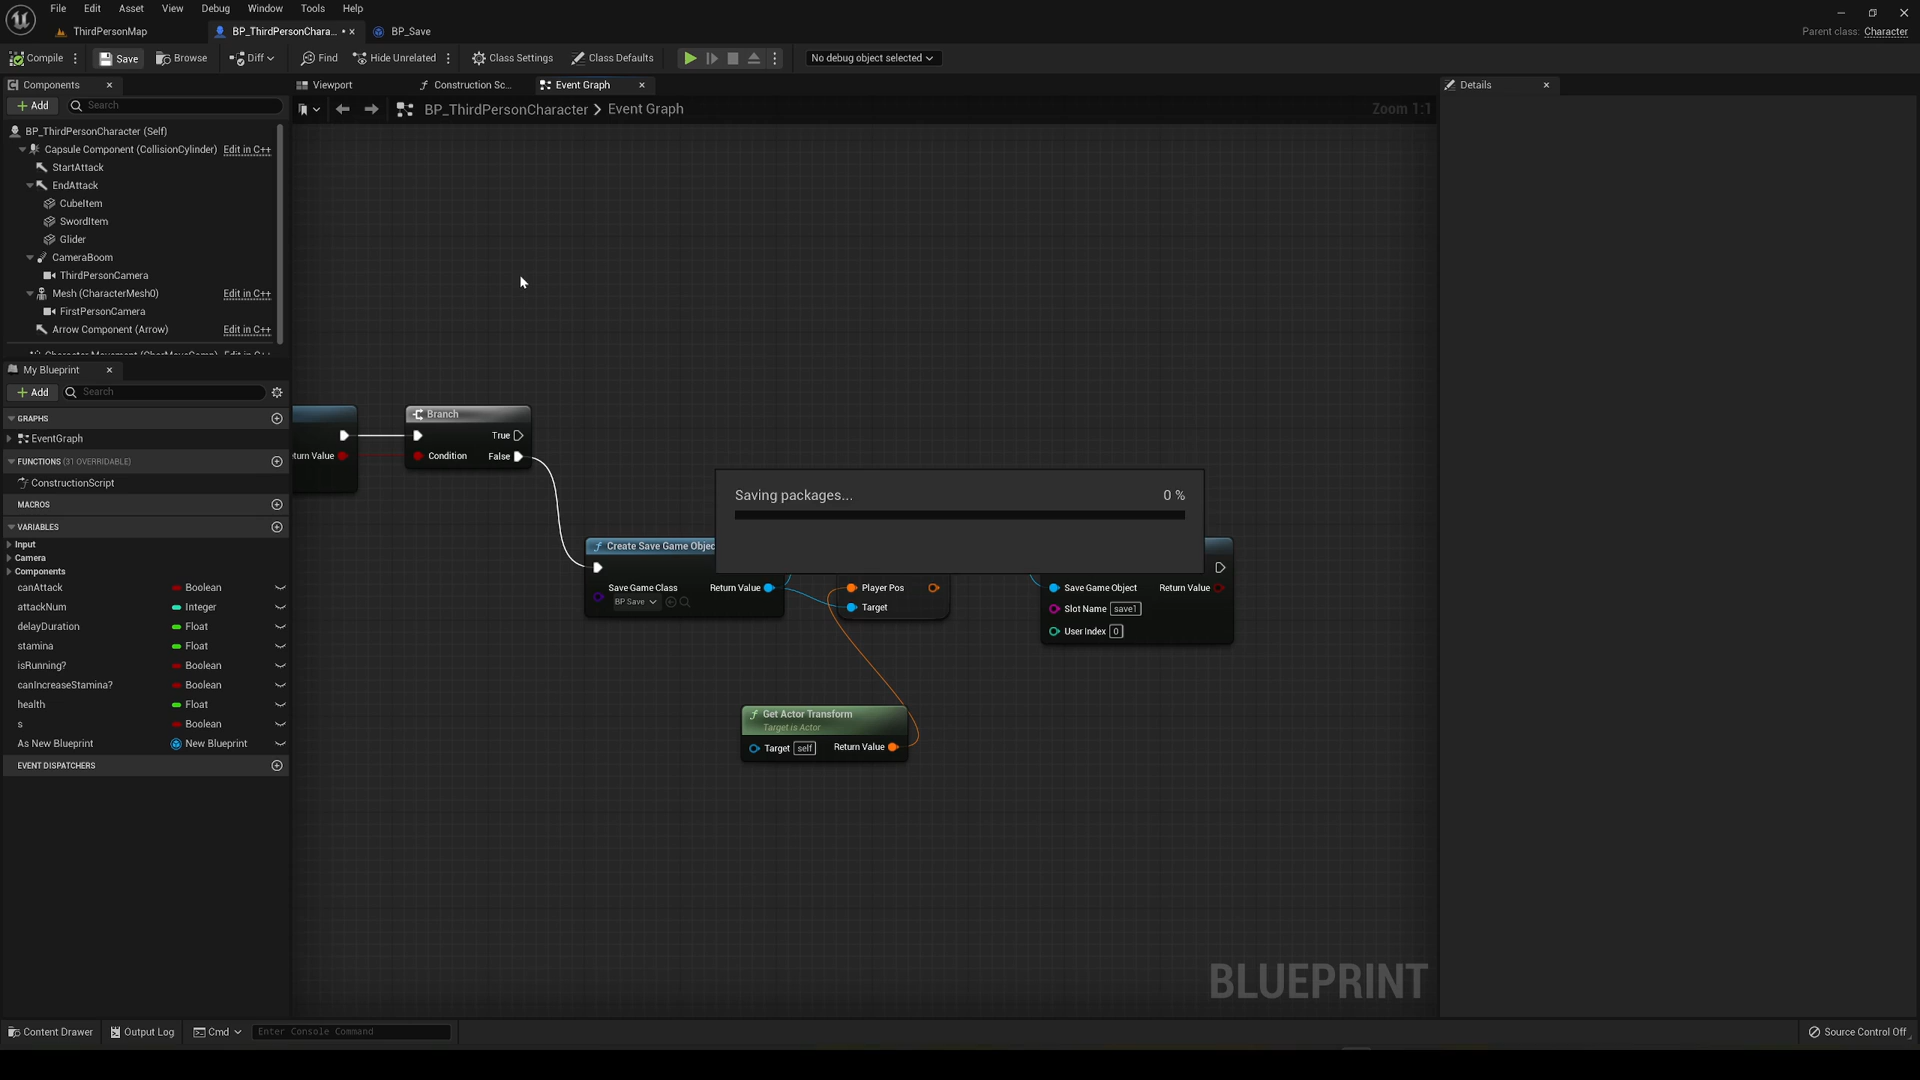 File Edit Asset View Debug Window Tools Help
ThirdPersonMap BP_ThirdPersonChara... • BP_Save
Parent class: Character
Compile Save Browse Diff Find Hide Unrelated Class Settings Class Defaults No debug object selected
Components
Viewport Construction Sc... Event Graph
Details
+ Add Search
BP_ThirdPersonCharacter > Event Graph
Zoom 1:1
BP_ThirdPersonCharacter (Self)
Capsule Component (CollisionCylinder) Edit in C++
StartAttack
EndAttack
CubeItem
SwordItem
Glider
CameraBoom
ThirdPersonCamera
Mesh (CharacterMesh0) Edit in C++
FirstPersonCamera
Arrow Component (Arrow) Edit in C++
My Blueprint
+ Add Search
GRAPHS
EventGraph
FUNCTIONS (31 OVERRIDABLE)
ConstructionScript
MACROS
VARIABLES
Input
Camera
Components
canAttack Boolean
attackNum Integer
delayDuration Float
stamina Float
isRunning? Boolean
canIncreaseStamina? Boolean
health Float
s Boolean
As New Blueprint New Blueprint
EVENT DISPATCHERS
turn Value
Branch
True
Condition False
Saving packages... 0 %
Create Save Game Objec
Save Game Class Return Value
BP Save
Player Pos
Target
Save Game Object Return Value
Slot Name save1
User Index 0
Get Actor Transform
Target is Actor
Target self Return Value
BLUEPRINT
Content Drawer Output Log Cmd Enter Console Command
Source Control Off